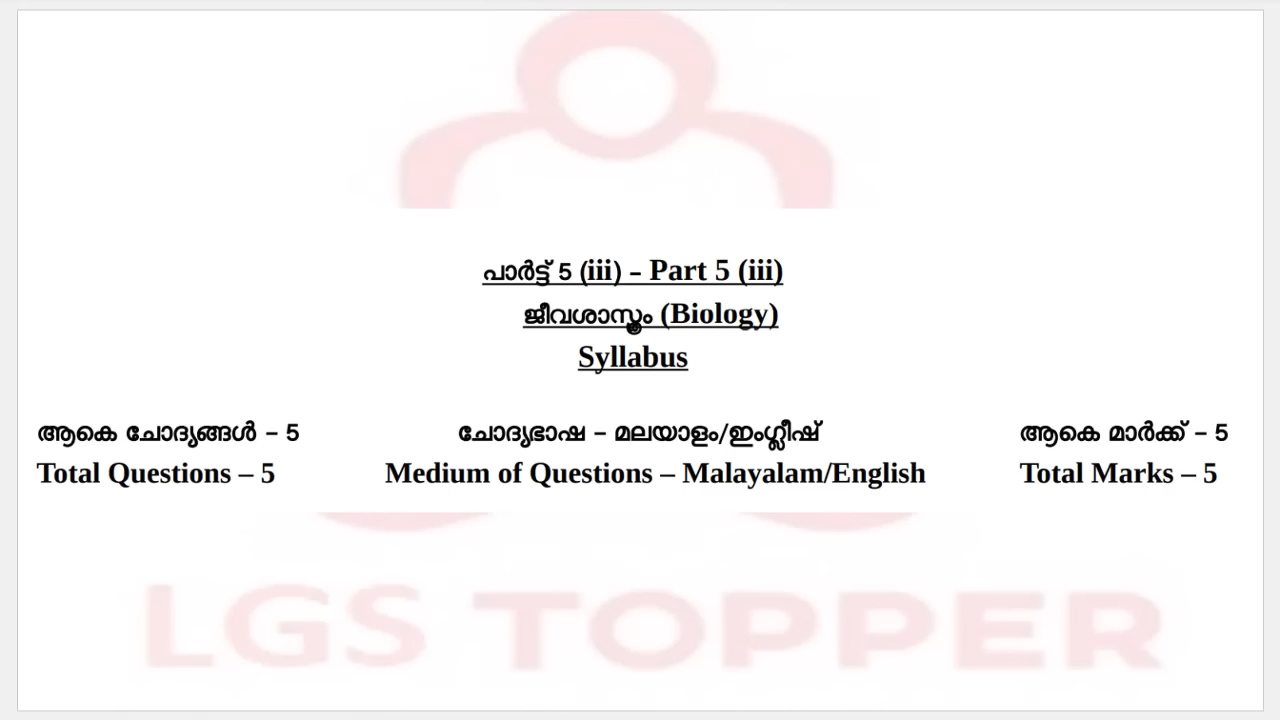 പാർട്ട് 5 (iii) – Part 5 (iii)
ജീവശാസ്ത്രം (Biology)
Syllabus
ആകെ ചോദ്യങ്ങൾ – 5
ചോദ്യഭാഷ – മലയാളം/ഇംഗ്ലീഷ്
ആകെ മാർക്ക് – 5
Total Questions – 5
Medium of Questions – Malayalam/English
Total Marks – 5
LGS TOPPER